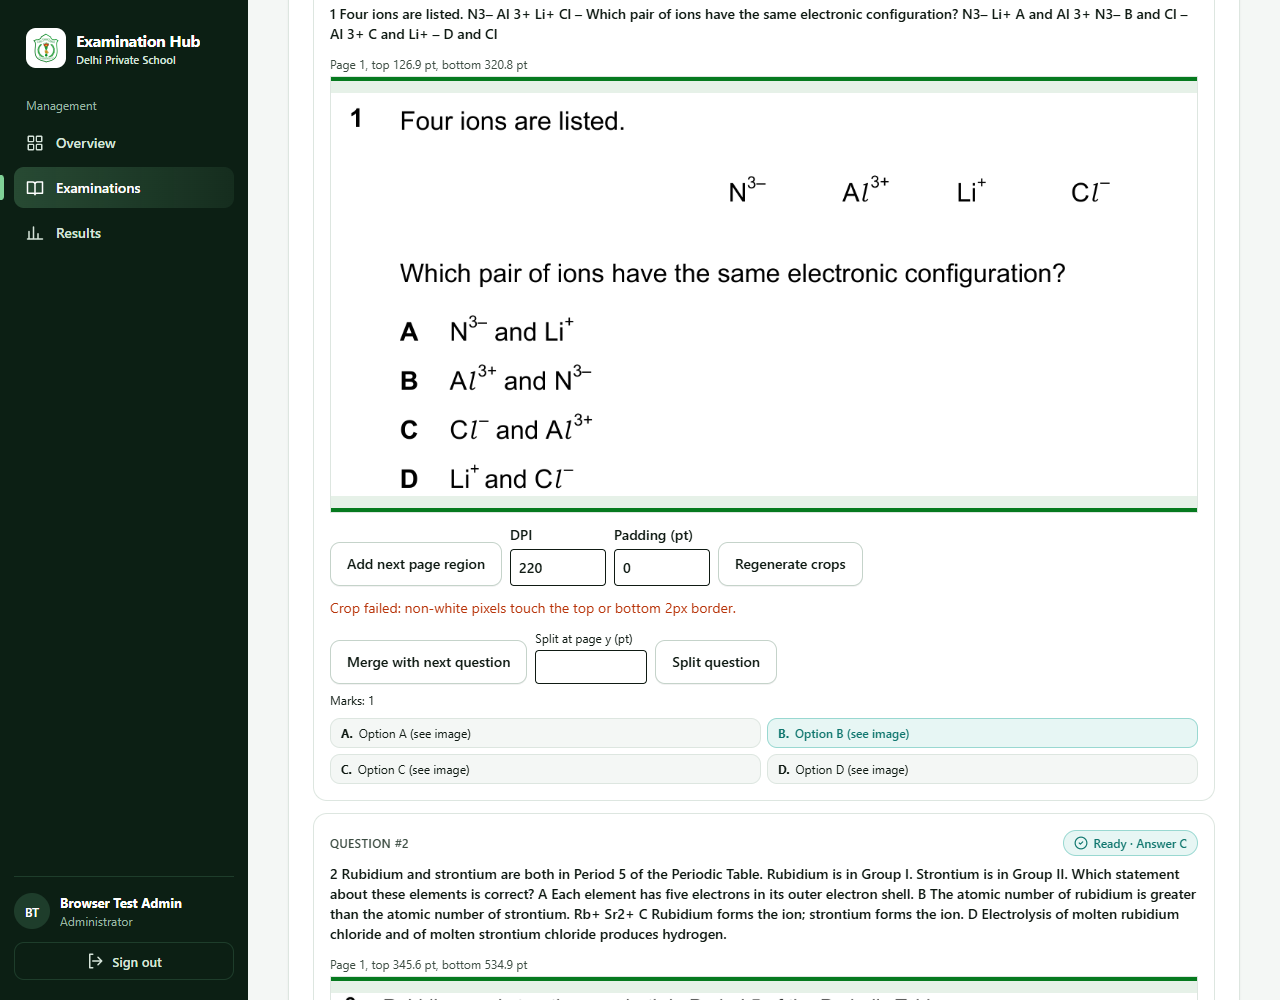 Examination Hub
Delhi Private School
Management
Overview
Examinations
Results
BT
Browser Test Admin
Administrator
Sign out
1 Four ions are listed. N3– Al 3+ Li+ Cl – Which pair of ions have the same electronic configuration? N3– Li+ A and Al 3+ N3– B and Cl –
Al 3+ C and Li+ – D and Cl
Page 1, top 126.9 pt, bottom 320.8 pt
1 Four ions are listed.
N³⁻ Al³⁺ Li⁺ Cl⁻
Which pair of ions have the same electronic configuration?
A N³⁻ and Li⁺
B Al³⁺ and N³⁻
C Cl⁻ and Al³⁺
D Li⁺ and Cl⁻
DPI Padding (pt)
Add next page region 220 0 Regenerate crops
Crop failed: non-white pixels touch the top or bottom 2px border.
Split at page y (pt)
Merge with next question Split question
Marks: 1
A. Option A (see image) B. Option B (see image)
C. Option C (see image) D. Option D (see image)
QUESTION #2 Ready · Answer C
2 Rubidium and strontium are both in Period 5 of the Periodic Table. Rubidium is in Group I. Strontium is in Group II. Which statement
about these elements is correct? A Each element has five electrons in its outer electron shell. B The atomic number of rubidium is greater
than the atomic number of strontium. Rb+ Sr2+ C Rubidium forms the ion; strontium forms the ion. D Electrolysis of molten rubidium
chloride and of molten strontium chloride produces hydrogen.
Page 1, top 345.6 pt, bottom 534.9 pt